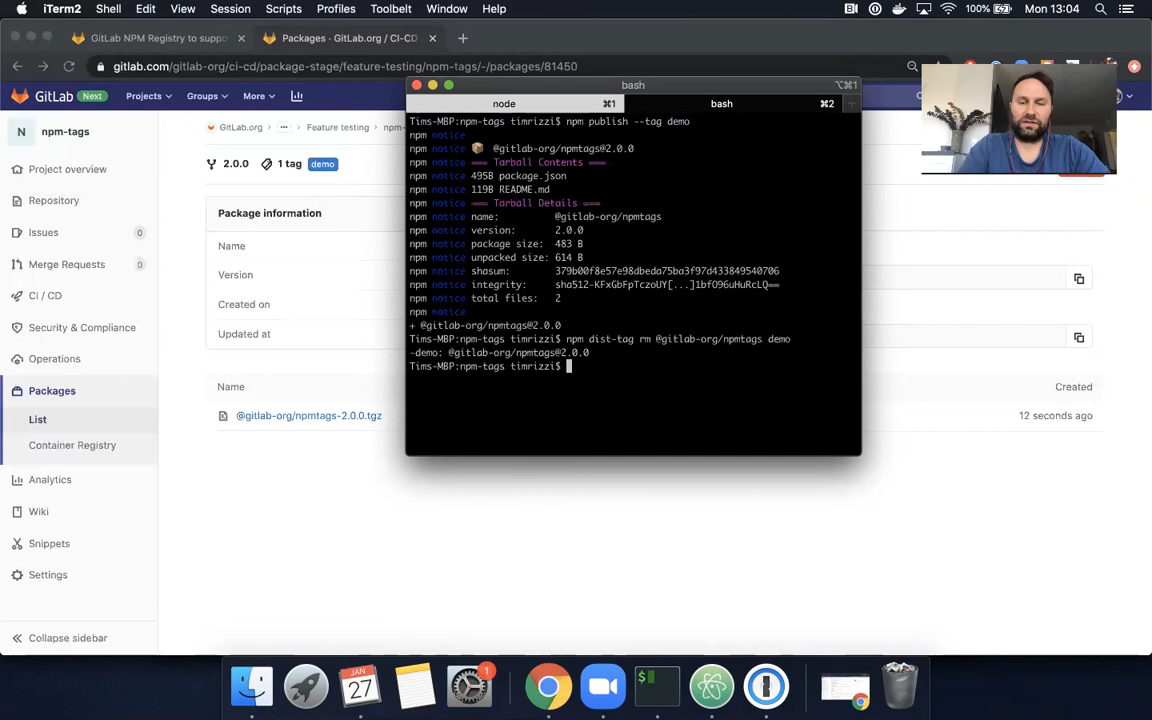 iTerm2 Shell Edit View Session Scripts Profiles Toolbelt Window Help 100% Mon 13:04
GitLab NPM Registry to suppo Packages · GitLab.org / CI-CD
gitlab.com/gitlab-org/ci-cd/package-stage/feature-testing/npm-tags/-/packages/81450
GitLab Next Projects Groups More
bash ⌥⌘1
node ⌘1 bash ⌘2
N npm-tags
Project overview
Repository
Issues 0
Merge Requests 0
CI / CD
Security & Compliance
Operations
Packages
List
Container Registry
Analytics
Wiki
Snippets
Settings
Collapse sidebar
GitLab.org Feature testing npm-
2.0.0 1 tag demo
Package information
Name
Version
Created on
Updated at
Name Created
@gitlab-org/npmtags-2.0.0.tgz 12 seconds ago
Tims-MBP:npm-tags timrizzi$ npm publish --tag demo
npm notice
npm notice 📦 @gitlab-org/npmtags@2.0.0
npm notice === Tarball Contents ===
npm notice 495B package.json
npm notice 119B README.md
npm notice === Tarball Details ===
npm notice name: @gitlab-org/npmtags
npm notice version: 2.0.0
npm notice package size: 483 B
npm notice unpacked size: 614 B
npm notice shasum: 379b00f8e57e98dbeda75ba3f97d433849540706
npm notice integrity: sha512-KFxGbFpTczoUY[...]1bfO96uHuRcLQ==
npm notice total files: 2
npm notice
+ @gitlab-org/npmtags@2.0.0
Tims-MBP:npm-tags timrizzi$ npm dist-tag rm @gitlab-org/npmtags demo
-demo: @gitlab-org/npmtags@2.0.0
Tims-MBP:npm-tags timrizzi$
JAN
27
1